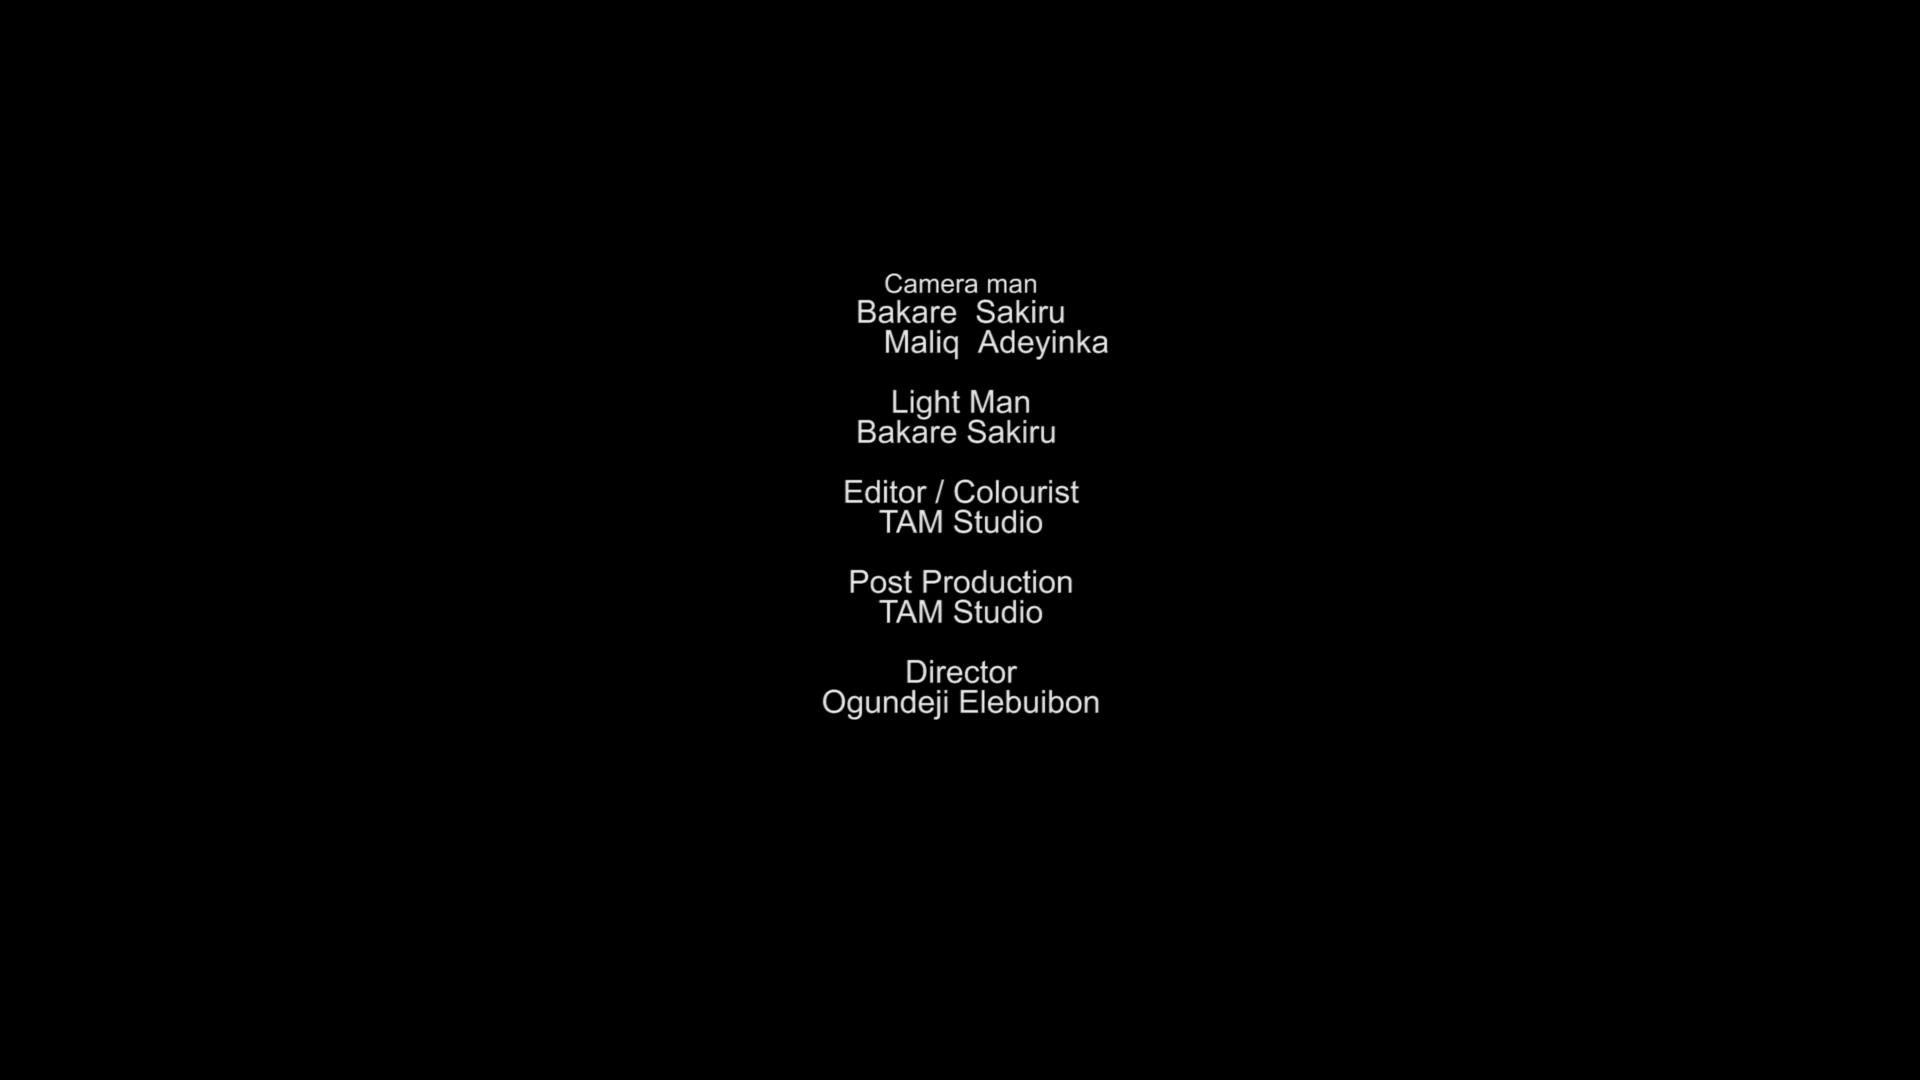 Camera man
Bakare Sakiru
Maliq Adeyinka
Light Man
Bakare Sakiru
Editor / Colourist
TAM Studio
Post Production
TAM Studio
Director
Ogundeji Elebuibon